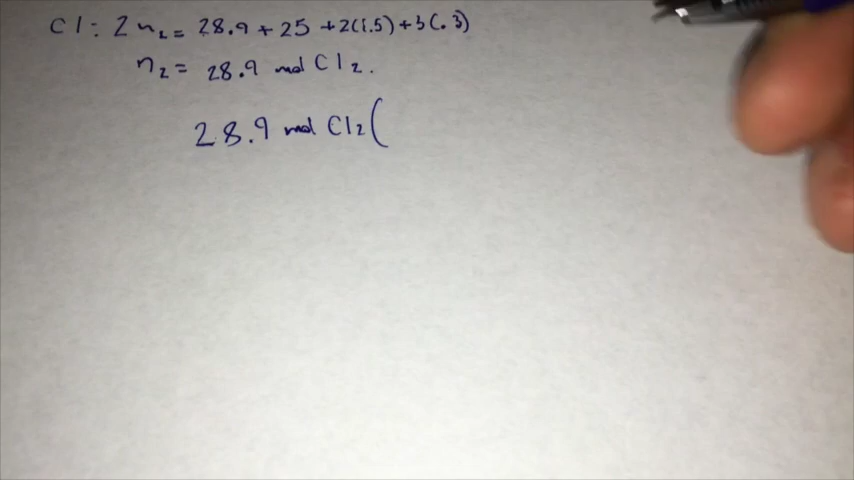 Cl: 2n₂ = 28.9 + 25 + 2(1.5) + 3(.3)
n₂ = 28.9 mol Cl₂.
28.9 mol Cl₂(